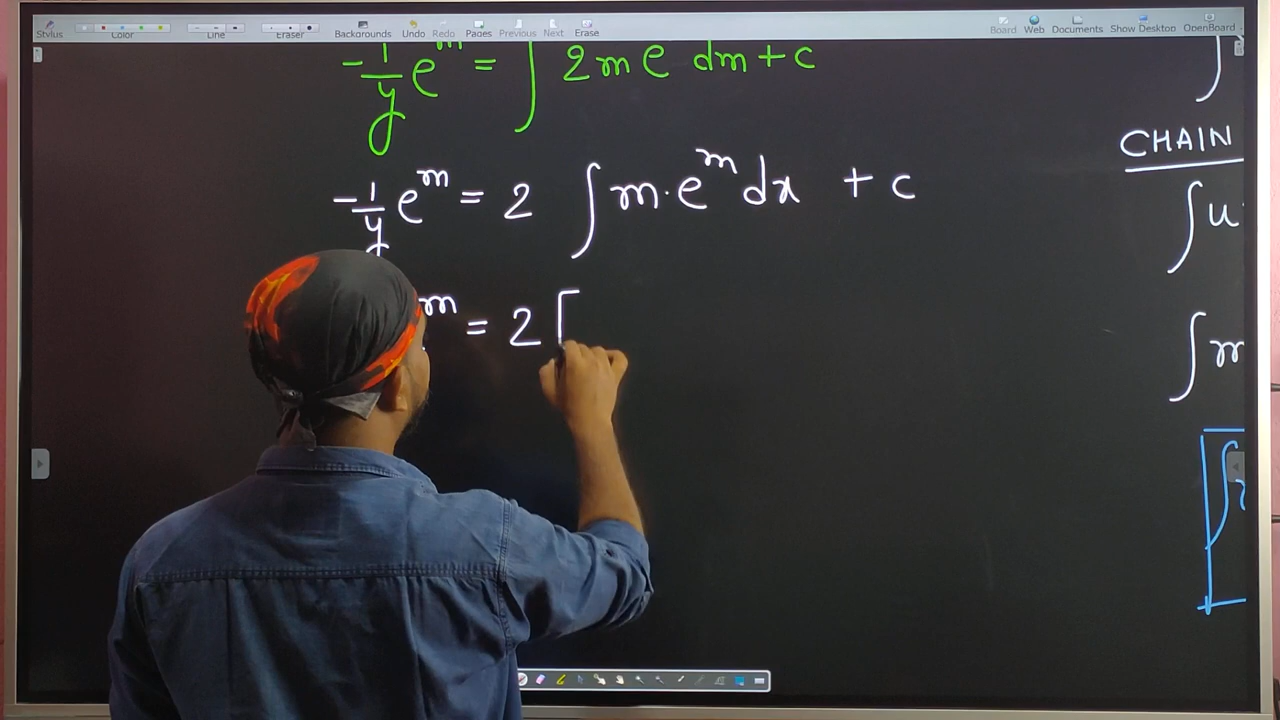 Stylus Color Line Eraser Backgrounds Undo Redo Pages Previous Next Erase Board Web Documents Show Desktop OpenBoard
-1/y e^m = ∫ 2m e dm + c
-1/y e^m = 2 ∫ m·e^m dx + c
m = 2 [
∫
CHAIN
∫ u
∫ m
∫